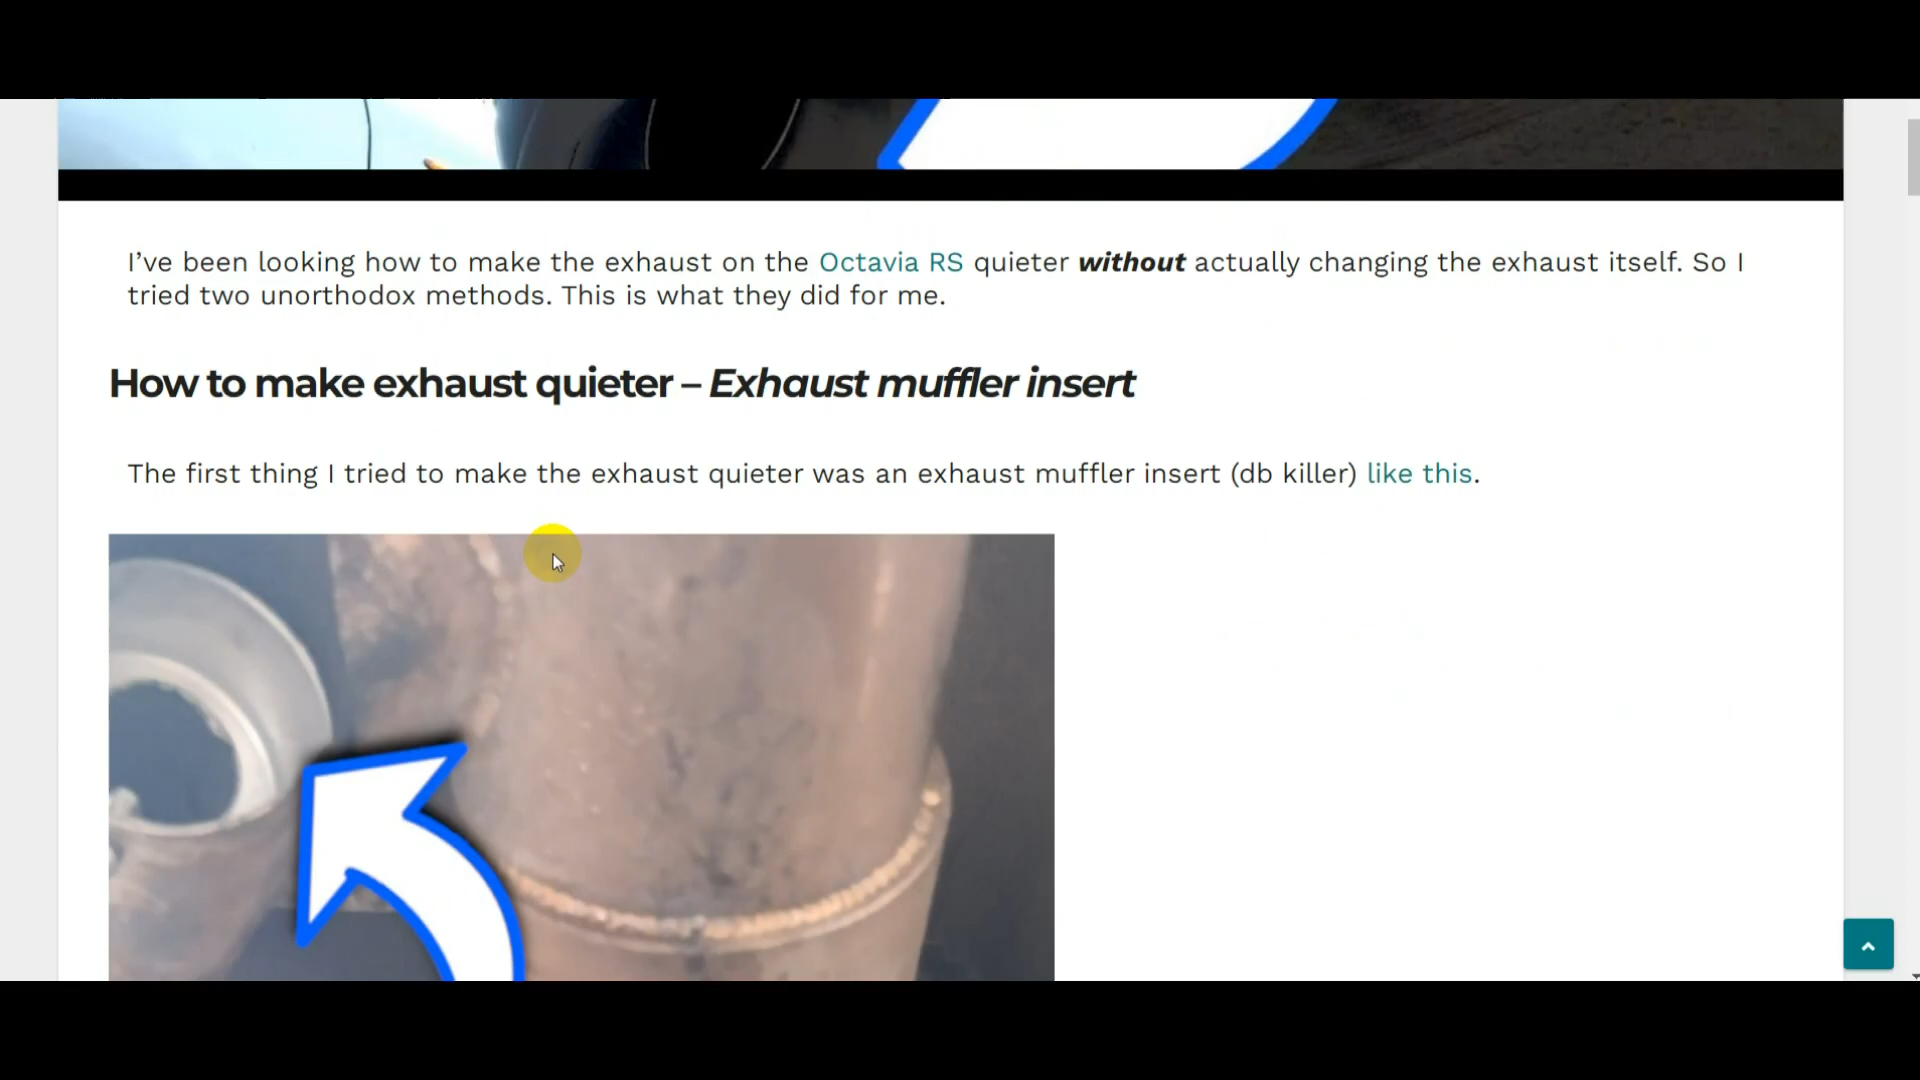 I’ve been looking how to make the exhaust on the Octavia RS quieter without actually changing the exhaust itself. So I
tried two unorthodox methods. This is what they did for me.
How to make exhaust quieter – Exhaust muffler insert
The first thing I tried to make the exhaust quieter was an exhaust muffler insert (db killer) like this.